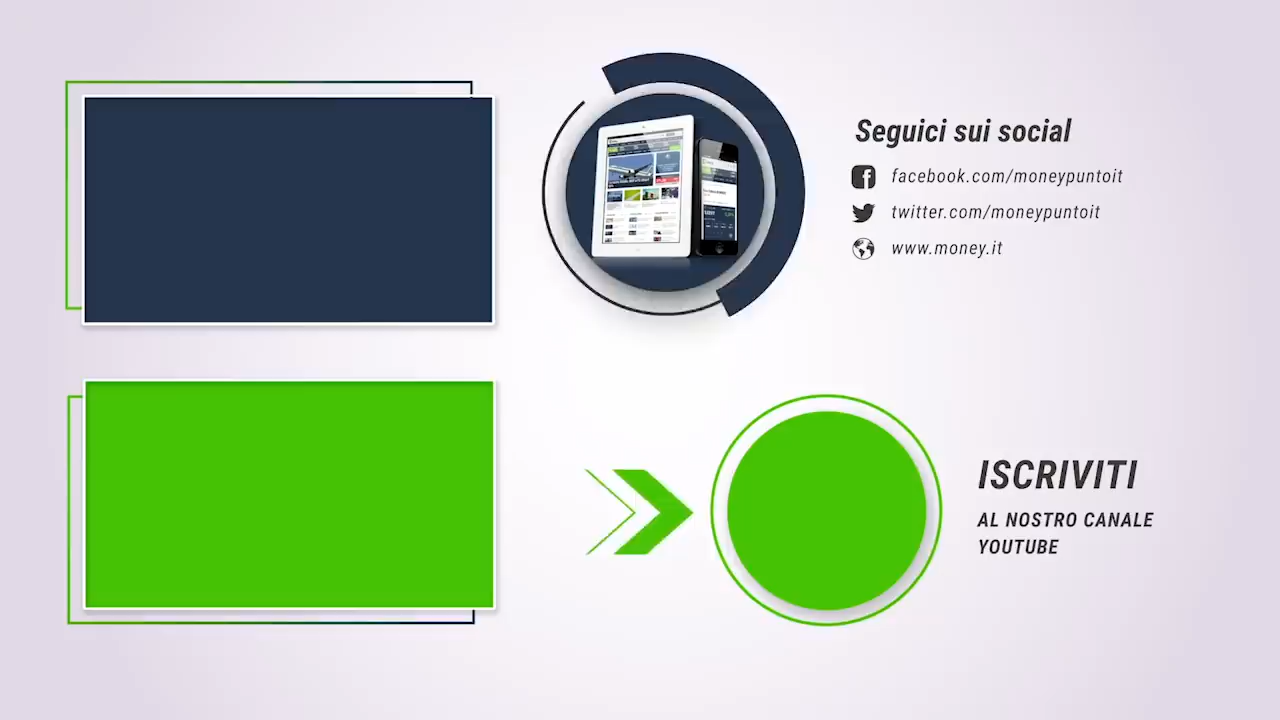 Seguici sui social
facebook.com/moneypuntoit
twitter.com/moneypuntoit
www.money.it
ISCRIVITI
AL NOSTRO CANALE
YOUTUBE